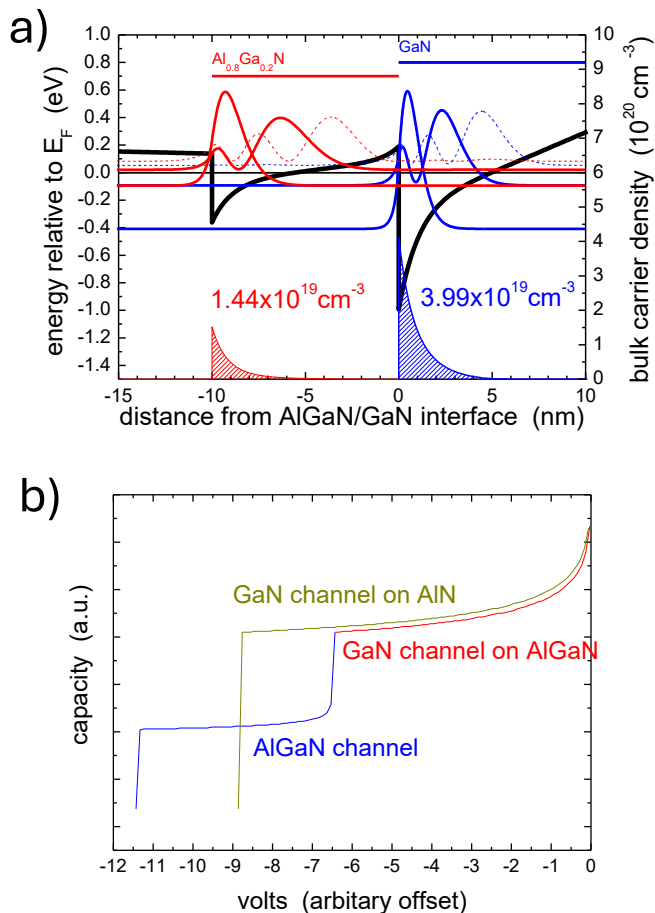 a)
Al0.8Ga0.2N
GaN
energy relative to EF (eV)
1.0
0.8
0.6
0.4
0.2
0.0
-0.2
-0.4
-0.6
-0.8
-1.0
-1.2
-1.4
10
9
8
7
6
5
4
3
2
1
0
bulk carrier density (10^20 cm^-3)
1.44x10^19cm^-3
3.99x10^19cm^-3
-15 -10 -5 0 5 10
distance from AlGaN/GaN interface (nm)
b)
capacity (a.u.)
GaN channel on AlN
GaN channel on AlGaN
AlGaN channel
-12 -11 -10 -9 -8 -7 -6 -5 -4 -3 -2 -1 0
volts (arbitary offset)